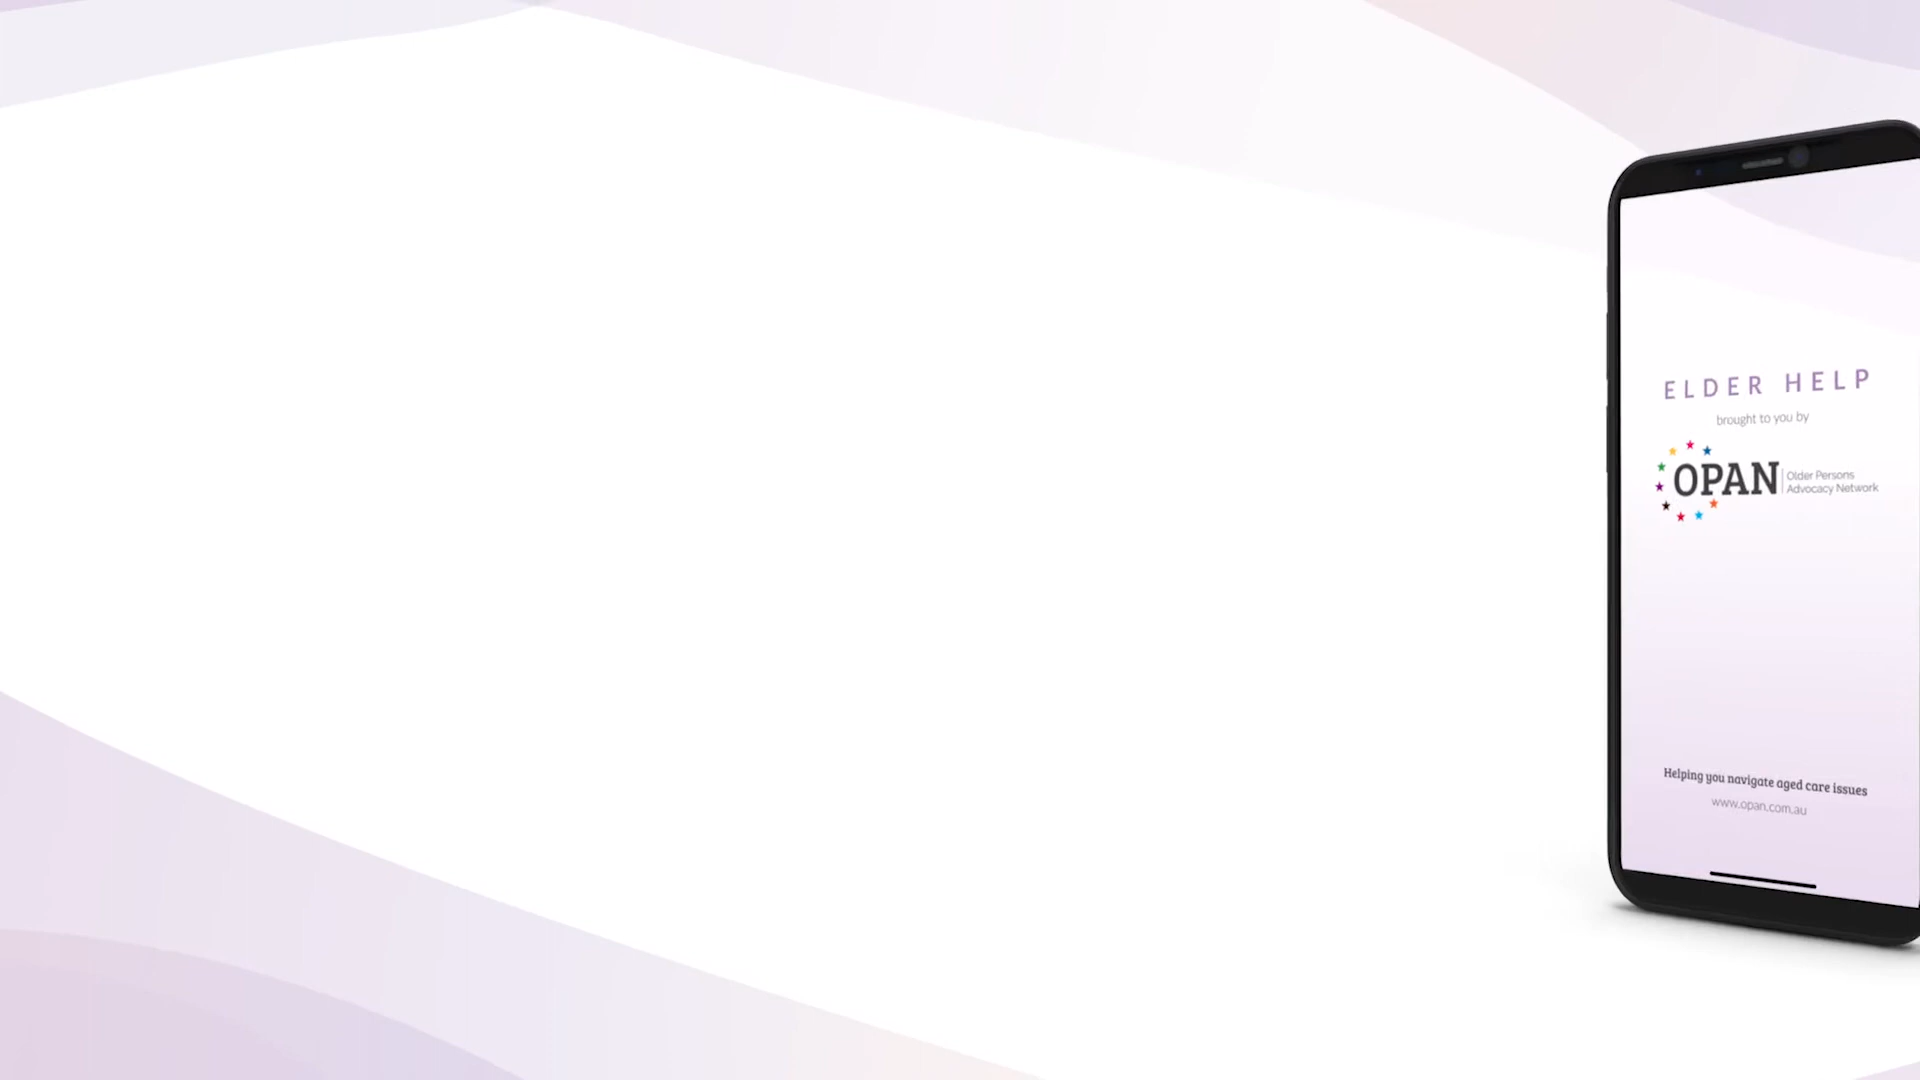 ELDER HELP
brought to you by
OPAN
Older Persons
Advocacy Network
Helping you navigate aged care issues
www.opan.com.au